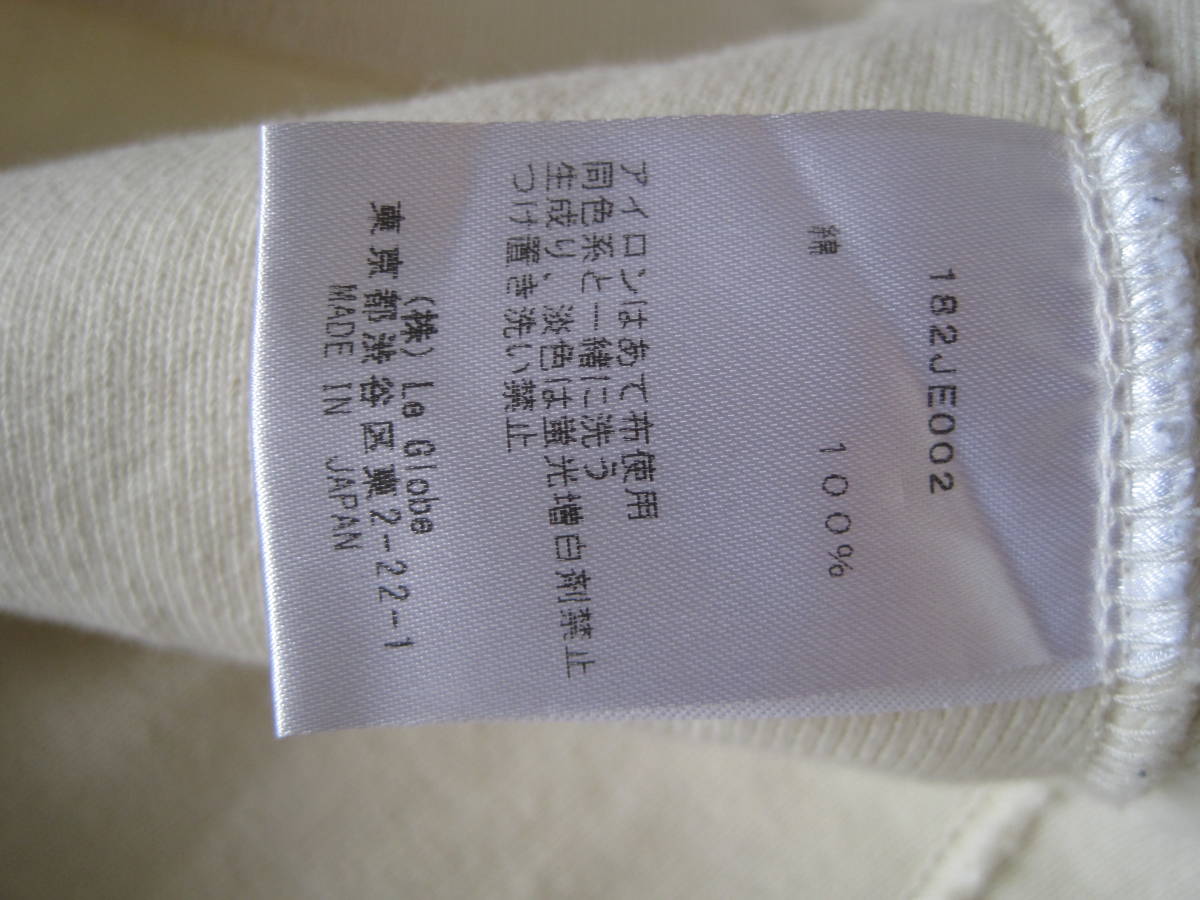 182JE002
綿 100%
アイロンはあて布使用
同色系と一緒に洗う
生成り、淡色は蛍光増白剤禁止
つけ置き洗い禁止
(株) Le Globe
東京都渋谷区東2-22-1
MADE IN JAPAN